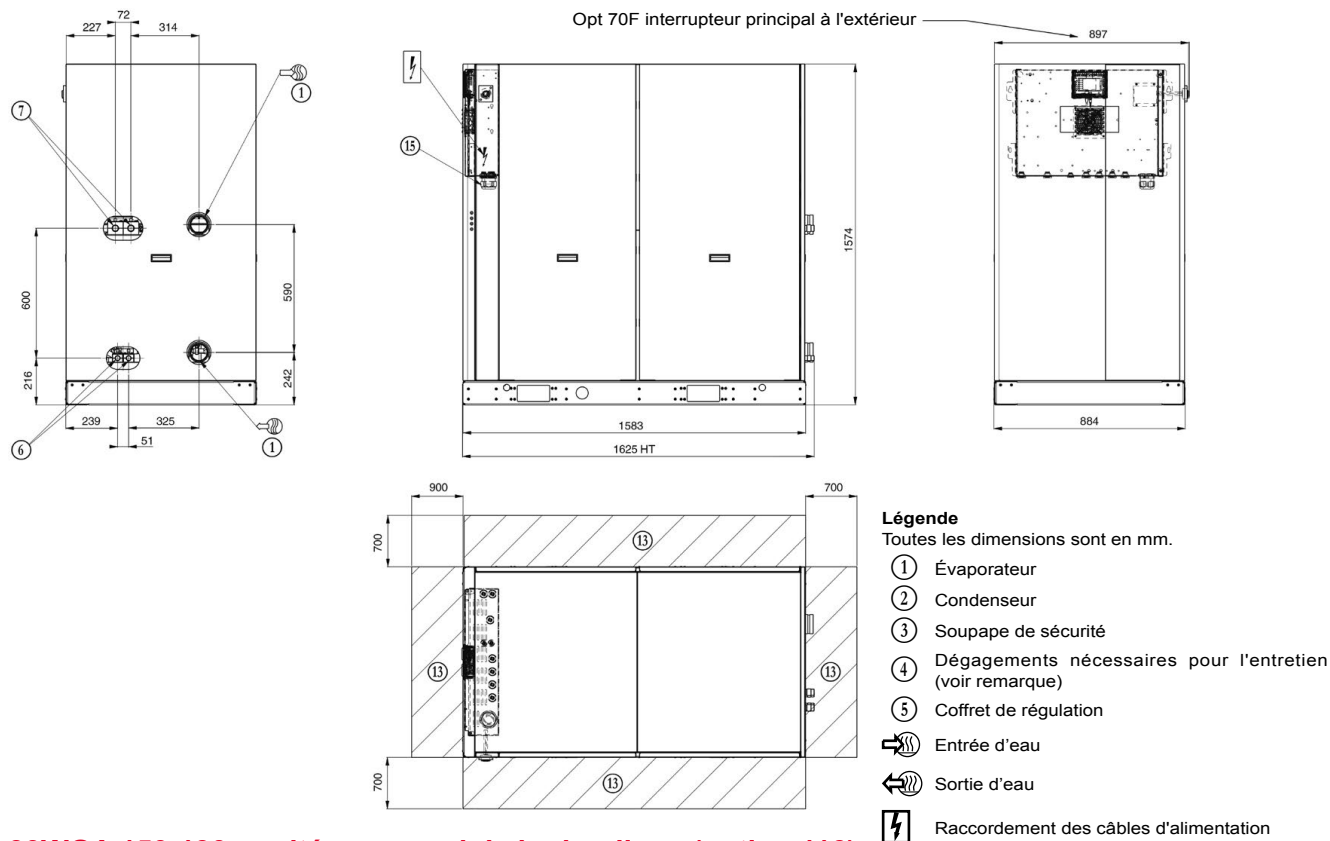 Opt 70F interrupteur principal à l'extérieur
72
227
314
1
7
600
590
216
242
239
325
51
6
1
15
1574
1583
1625 HT
897
884
900
700
700
13
13
13
13
700
Légende
Toutes les dimensions sont en mm.
1 Évaporateur
2 Condenseur
3 Soupape de sécurité
4 Dégagements nécessaires pour l'entretien
(voir remarque)
5 Coffret de régulation
Entrée d'eau
Sortie d'eau
Raccordement des câbles d'alimentation